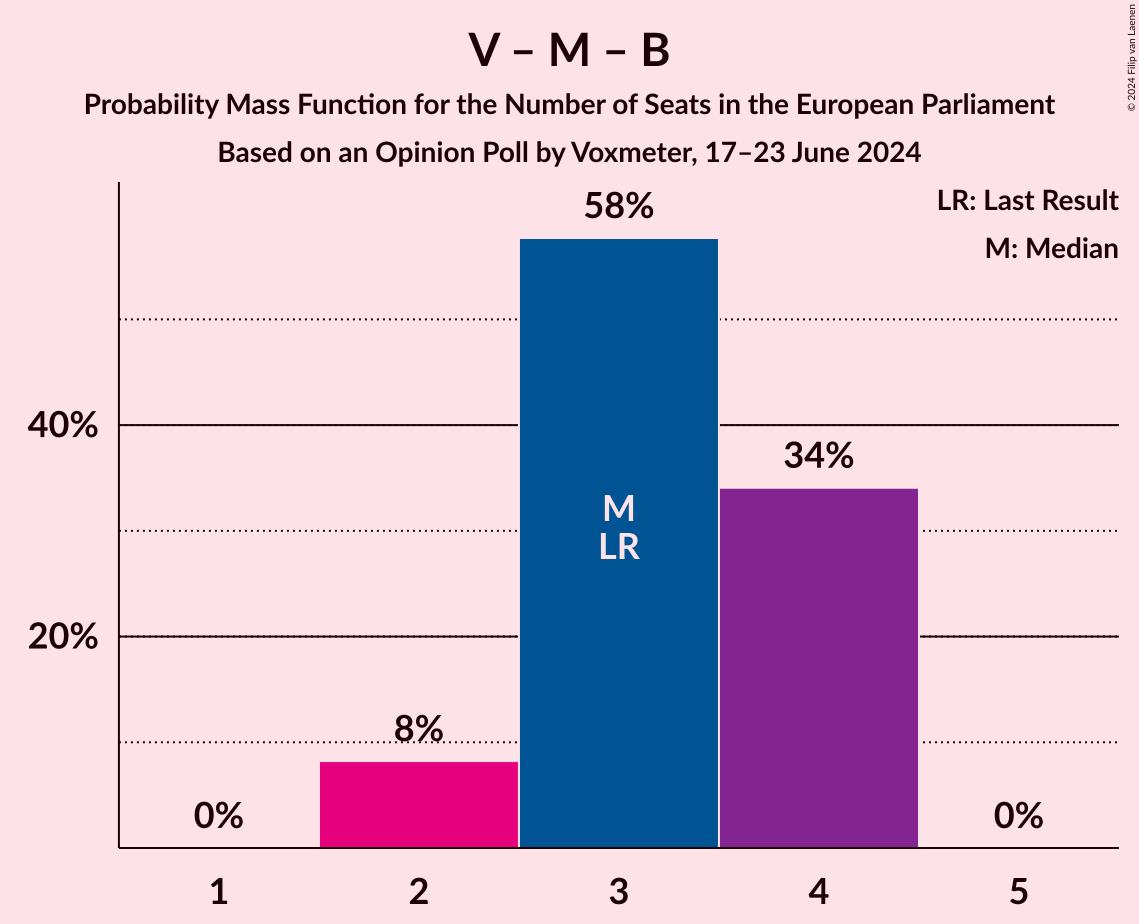 V – M – B
Probability Mass Function for the Number of Seats in the European Parliament
Based on an Opinion Poll by Voxmeter, 17–23 June 2024
© 2024 Filip van Laenen
LR: Last Result
M: Median
58%
40%
34%
M
LR
20%
8%
0%
0%
1
2
3
4
5